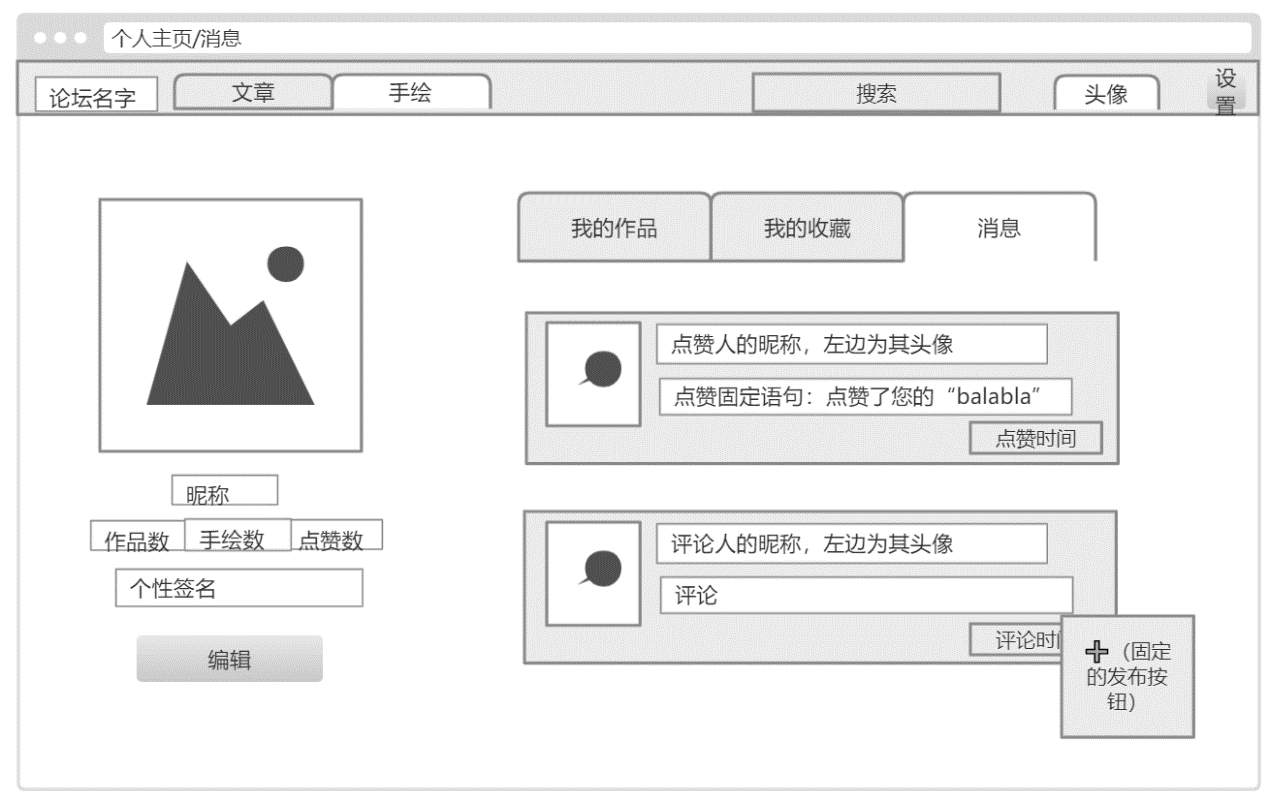 个人主页/消息
论坛名字
文章
手绘
搜索
头像
设
置
我的作品
我的收藏
消息
点赞人的昵称，左边为其头像
点赞固定语句：点赞了您的“balabla”
点赞时间
昵称
作品数
手绘数
点赞数
个性签名
编辑
评论人的昵称，左边为其头像
评论
评论时
（固定
的发布按
钮）